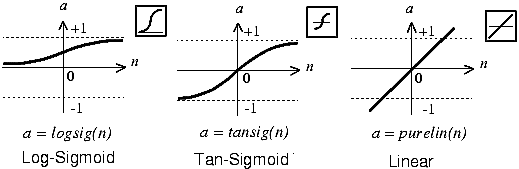 a
+1
n
0
-1
a = logsig(n)
Log-Sigmoid
a
+1
n
0
-1
a = tansig(n)
Tan-Sigmoid
a
+1
n
0
-1
a = purelin(n)
Linear